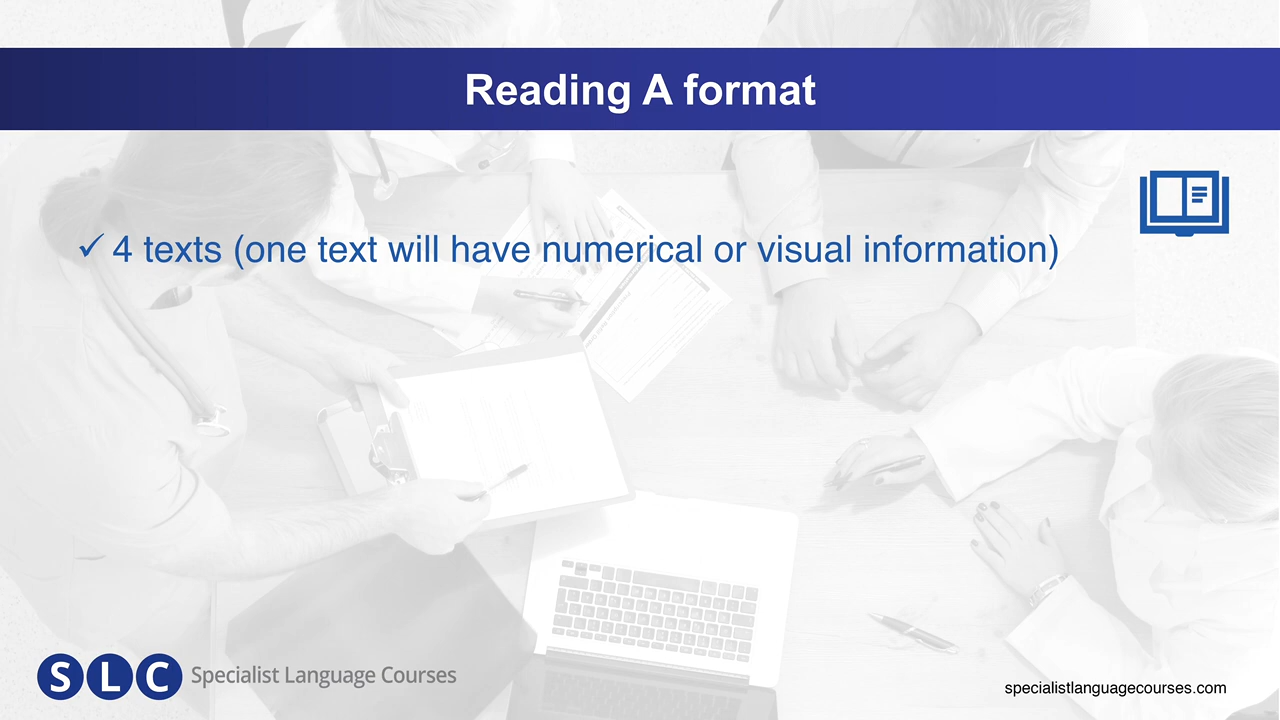 Reading A format
✓ 4 texts (one text will have numerical or visual information)
SLC Specialist Language Courses
specialistlanguagecourses.com